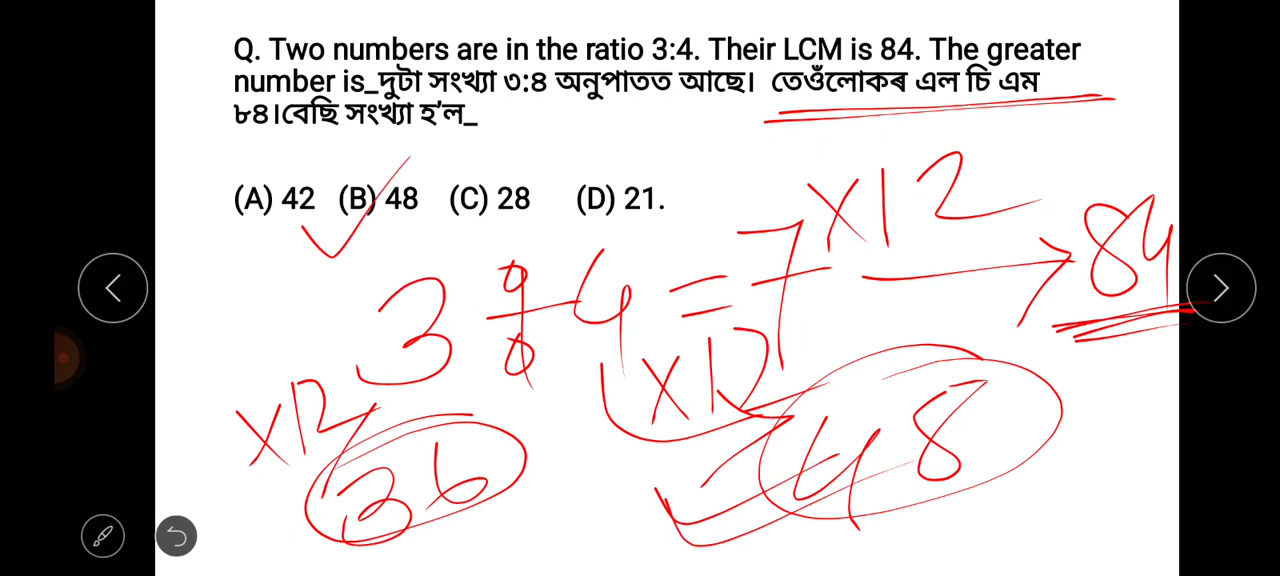 Q. Two numbers are in the ratio 3:4. Their LCM is 84. The greater
number is_দুটা সংখ্যা ৩:৪ অনুপাতত আছে। তেওঁলোকৰ এল চি এম
৮৪।বেছি সংখ্যা হ'ল_
(A) 42 (B) 48 (C) 28 (D) 21.
3 : 4 = 7 ×12 → 84
×12 ×12
36 = 48